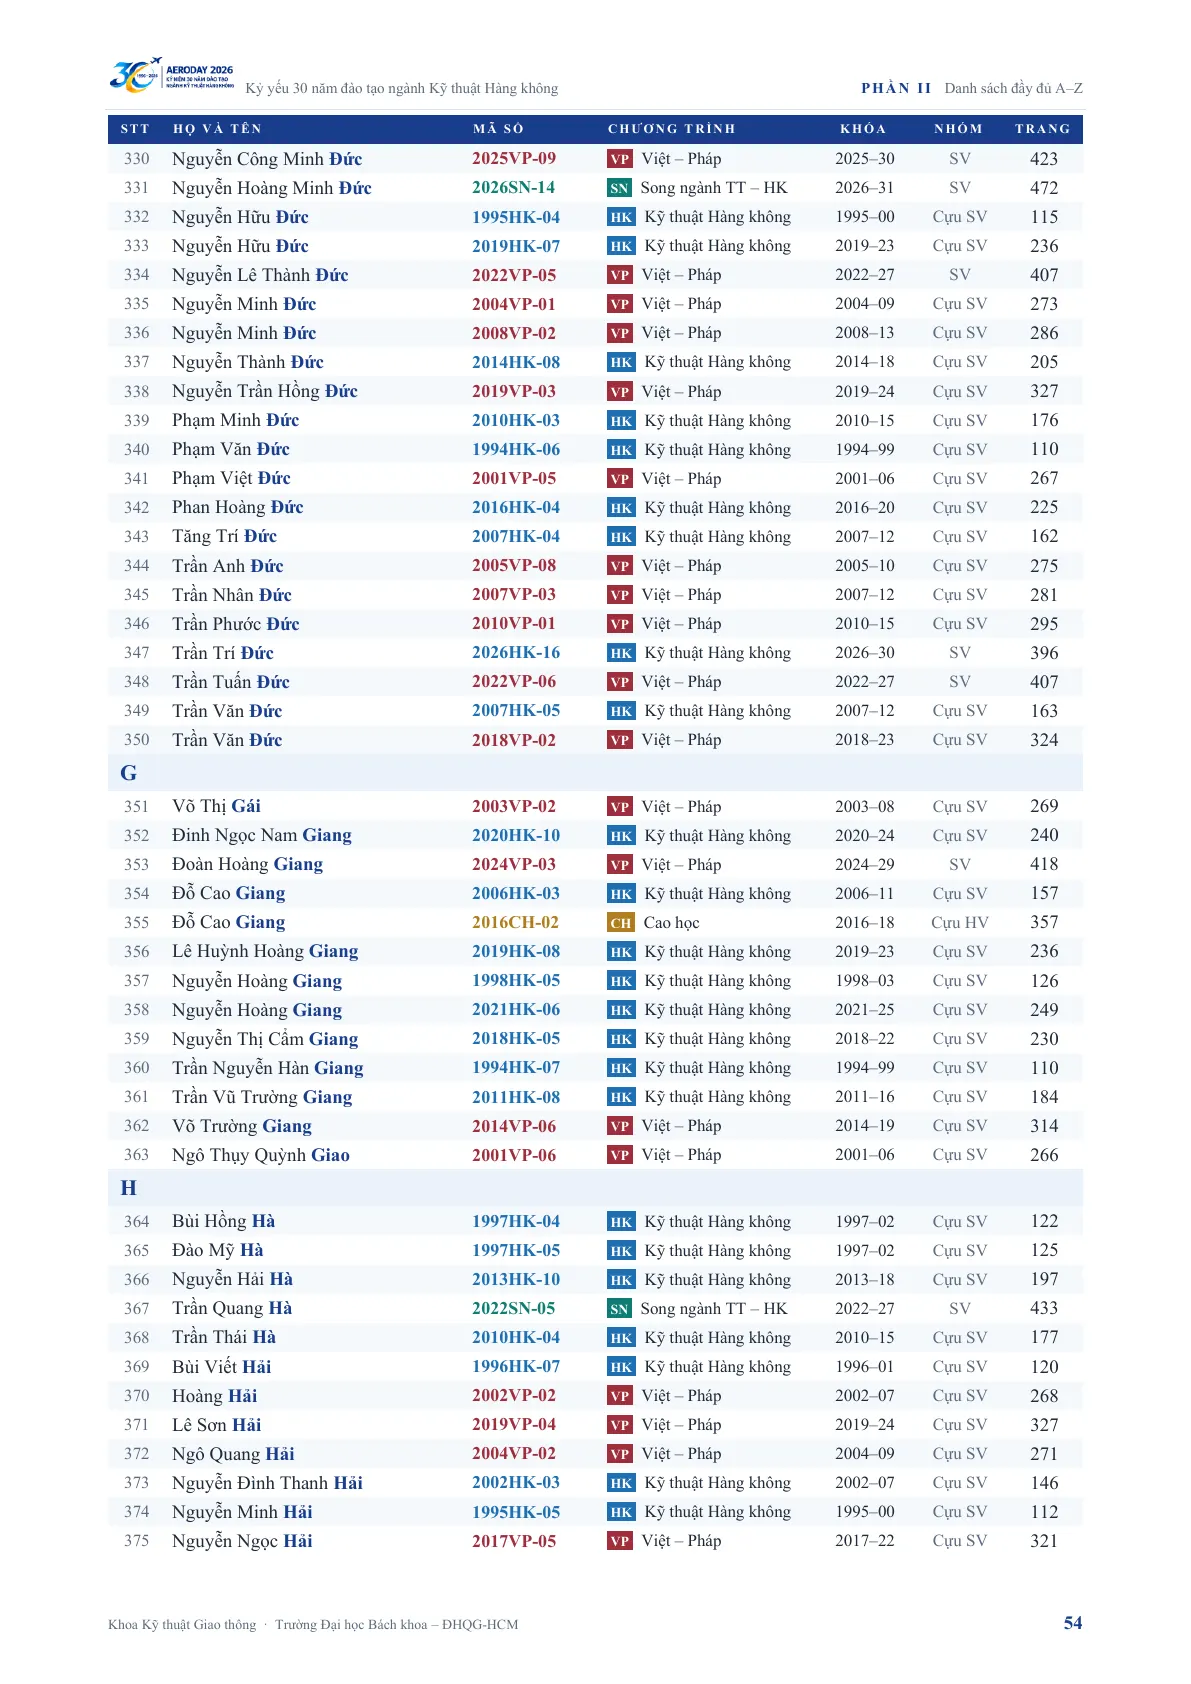 30 1996 - 2026 AERODAY 2026
KỶ NIỆM 30 NĂM ĐÀO TẠO
NGÀNH KỸ THUẬT HÀNG KHÔNG
Kỷ yếu 30 năm đào tạo ngành Kỹ thuật Hàng không PHẦN II Danh sách đầy đủ A–Z
STT HỌ VÀ TÊN MÃ SỐ CHƯƠNG TRÌNH KHÓA NHÓM TRANG
330 Nguyễn Công Minh Đức 2025VP-09 VP Việt – Pháp 2025–30 SV 423
331 Nguyễn Hoàng Minh Đức 2026SN-14 SN Song ngành TT – HK 2026–31 SV 472
332 Nguyễn Hữu Đức 1995HK-04 HK Kỹ thuật Hàng không 1995–00 Cựu SV 115
333 Nguyễn Hữu Đức 2019HK-07 HK Kỹ thuật Hàng không 2019–23 Cựu SV 236
334 Nguyễn Lê Thành Đức 2022VP-05 VP Việt – Pháp 2022–27 SV 407
335 Nguyễn Minh Đức 2004VP-01 VP Việt – Pháp 2004–09 Cựu SV 273
336 Nguyễn Minh Đức 2008VP-02 VP Việt – Pháp 2008–13 Cựu SV 286
337 Nguyễn Thành Đức 2014HK-08 HK Kỹ thuật Hàng không 2014–18 Cựu SV 205
338 Nguyễn Trần Hồng Đức 2019VP-03 VP Việt – Pháp 2019–24 Cựu SV 327
339 Phạm Minh Đức 2010HK-03 HK Kỹ thuật Hàng không 2010–15 Cựu SV 176
340 Phạm Văn Đức 1994HK-06 HK Kỹ thuật Hàng không 1994–99 Cựu SV 110
341 Phạm Việt Đức 2001VP-05 VP Việt – Pháp 2001–06 Cựu SV 267
342 Phan Hoàng Đức 2016HK-04 HK Kỹ thuật Hàng không 2016–20 Cựu SV 225
343 Tăng Trí Đức 2007HK-04 HK Kỹ thuật Hàng không 2007–12 Cựu SV 162
344 Trần Anh Đức 2005VP-08 VP Việt – Pháp 2005–10 Cựu SV 275
345 Trần Nhân Đức 2007VP-03 VP Việt – Pháp 2007–12 Cựu SV 281
346 Trần Phước Đức 2010VP-01 VP Việt – Pháp 2010–15 Cựu SV 295
347 Trần Trí Đức 2026HK-16 HK Kỹ thuật Hàng không 2026–30 SV 396
348 Trần Tuấn Đức 2022VP-06 VP Việt – Pháp 2022–27 SV 407
349 Trần Văn Đức 2007HK-05 HK Kỹ thuật Hàng không 2007–12 Cựu SV 163
350 Trần Văn Đức 2018VP-02 VP Việt – Pháp 2018–23 Cựu SV 324
G
351 Võ Thị Gái 2003VP-02 VP Việt – Pháp 2003–08 Cựu SV 269
352 Đinh Ngọc Nam Giang 2020HK-10 HK Kỹ thuật Hàng không 2020–24 Cựu SV 240
353 Đoàn Hoàng Giang 2024VP-03 VP Việt – Pháp 2024–29 SV 418
354 Đỗ Cao Giang 2006HK-03 HK Kỹ thuật Hàng không 2006–11 Cựu SV 157
355 Đỗ Cao Giang 2016CH-02 CH Cao học 2016–18 Cựu HV 357
356 Lê Huỳnh Hoàng Giang 2019HK-08 HK Kỹ thuật Hàng không 2019–23 Cựu SV 236
357 Nguyễn Hoàng Giang 1998HK-05 HK Kỹ thuật Hàng không 1998–03 Cựu SV 126
358 Nguyễn Hoàng Giang 2021HK-06 HK Kỹ thuật Hàng không 2021–25 Cựu SV 249
359 Nguyễn Thị Cẩm Giang 2018HK-05 HK Kỹ thuật Hàng không 2018–22 Cựu SV 230
360 Trần Nguyễn Hàn Giang 1994HK-07 HK Kỹ thuật Hàng không 1994–99 Cựu SV 110
361 Trần Vũ Trường Giang 2011HK-08 HK Kỹ thuật Hàng không 2011–16 Cựu SV 184
362 Võ Trường Giang 2014VP-06 VP Việt – Pháp 2014–19 Cựu SV 314
363 Ngô Thụy Quỳnh Giao 2001VP-06 VP Việt – Pháp 2001–06 Cựu SV 266
H
364 Bùi Hồng Hà 1997HK-04 HK Kỹ thuật Hàng không 1997–02 Cựu SV 122
365 Đào Mỹ Hà 1997HK-05 HK Kỹ thuật Hàng không 1997–02 Cựu SV 125
366 Nguyễn Hải Hà 2013HK-10 HK Kỹ thuật Hàng không 2013–18 Cựu SV 197
367 Trần Quang Hà 2022SN-05 SN Song ngành TT – HK 2022–27 SV 433
368 Trần Thái Hà 2010HK-04 HK Kỹ thuật Hàng không 2010–15 Cựu SV 177
369 Bùi Viết Hải 1996HK-07 HK Kỹ thuật Hàng không 1996–01 Cựu SV 120
370 Hoàng Hải 2002VP-02 VP Việt – Pháp 2002–07 Cựu SV 268
371 Lê Sơn Hải 2019VP-04 VP Việt – Pháp 2019–24 Cựu SV 327
372 Ngô Quang Hải 2004VP-02 VP Việt – Pháp 2004–09 Cựu SV 271
373 Nguyễn Đình Thanh Hải 2002HK-03 HK Kỹ thuật Hàng không 2002–07 Cựu SV 146
374 Nguyễn Minh Hải 1995HK-05 HK Kỹ thuật Hàng không 1995–00 Cựu SV 112
375 Nguyễn Ngọc Hải 2017VP-05 VP Việt – Pháp 2017–22 Cựu SV 321
Khoa Kỹ thuật Giao thông · Trường Đại học Bách khoa – ĐHQG-HCM 54